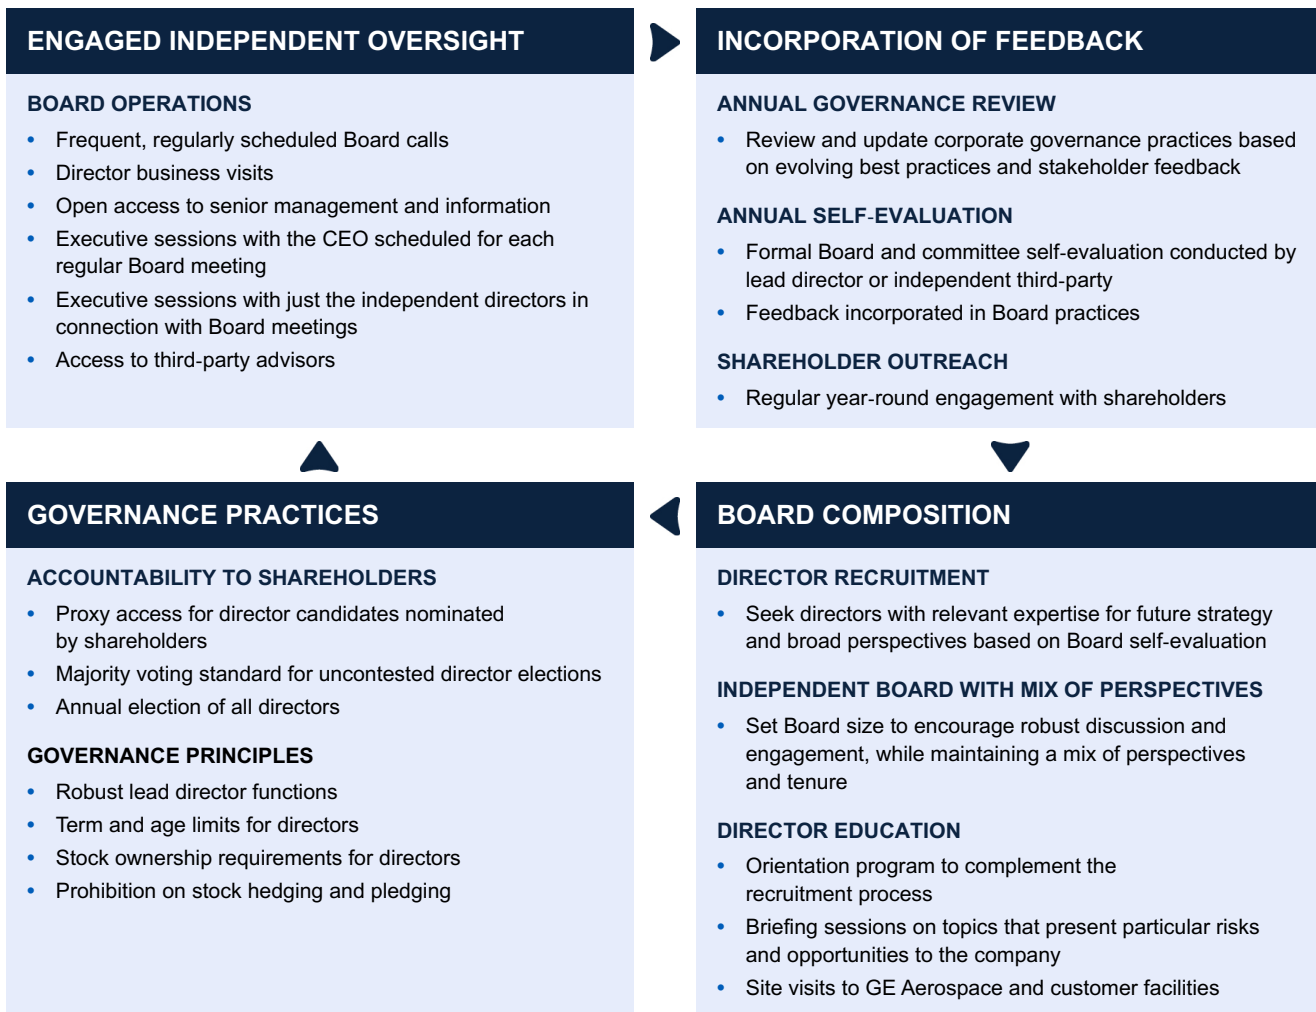 ENGAGED INDEPENDENT OVERSIGHT
BOARD OPERATIONS
• Frequent, regularly scheduled Board calls
• Director business visits
• Open access to senior management and information
• Executive sessions with the CEO scheduled for each
regular Board meeting
• Executive sessions with just the independent directors in
connection with Board meetings
• Access to third-party advisors
INCORPORATION OF FEEDBACK
ANNUAL GOVERNANCE REVIEW
• Review and update corporate governance practices based
on evolving best practices and stakeholder feedback
ANNUAL SELF-EVALUATION
• Formal Board and committee self-evaluation conducted by
lead director or independent third-party
• Feedback incorporated in Board practices
SHAREHOLDER OUTREACH
• Regular year-round engagement with shareholders
GOVERNANCE PRACTICES
ACCOUNTABILITY TO SHAREHOLDERS
• Proxy access for director candidates nominated
by shareholders
• Majority voting standard for uncontested director elections
• Annual election of all directors
GOVERNANCE PRINCIPLES
• Robust lead director functions
• Term and age limits for directors
• Stock ownership requirements for directors
• Prohibition on stock hedging and pledging
BOARD COMPOSITION
DIRECTOR RECRUITMENT
• Seek directors with relevant expertise for future strategy
and broad perspectives based on Board self-evaluation
INDEPENDENT BOARD WITH MIX OF PERSPECTIVES
• Set Board size to encourage robust discussion and
engagement, while maintaining a mix of perspectives
and tenure
DIRECTOR EDUCATION
• Orientation program to complement the
recruitment process
• Briefing sessions on topics that present particular risks
and opportunities to the company
• Site visits to GE Aerospace and customer facilities